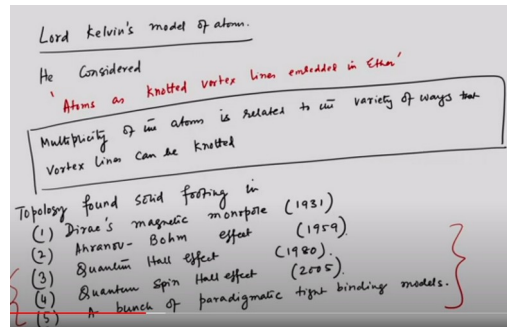 Lord Kelvin's model of atom.
He Considered
'Atoms as knotted vortex lines embedded in Ether'
Multiplicity of the atoms is related to the variety of ways that
vortex lines can be knotted
Topology found solid footing in
(1) Dirac's magnetic monopole (1931)
(2) Ahranov-Bohm effect (1959).
(3) Quantum Hall effect (1980).
(4) Quantum Spin Hall effect (2005).
(5) A bunch of paradigmatic tight binding models.